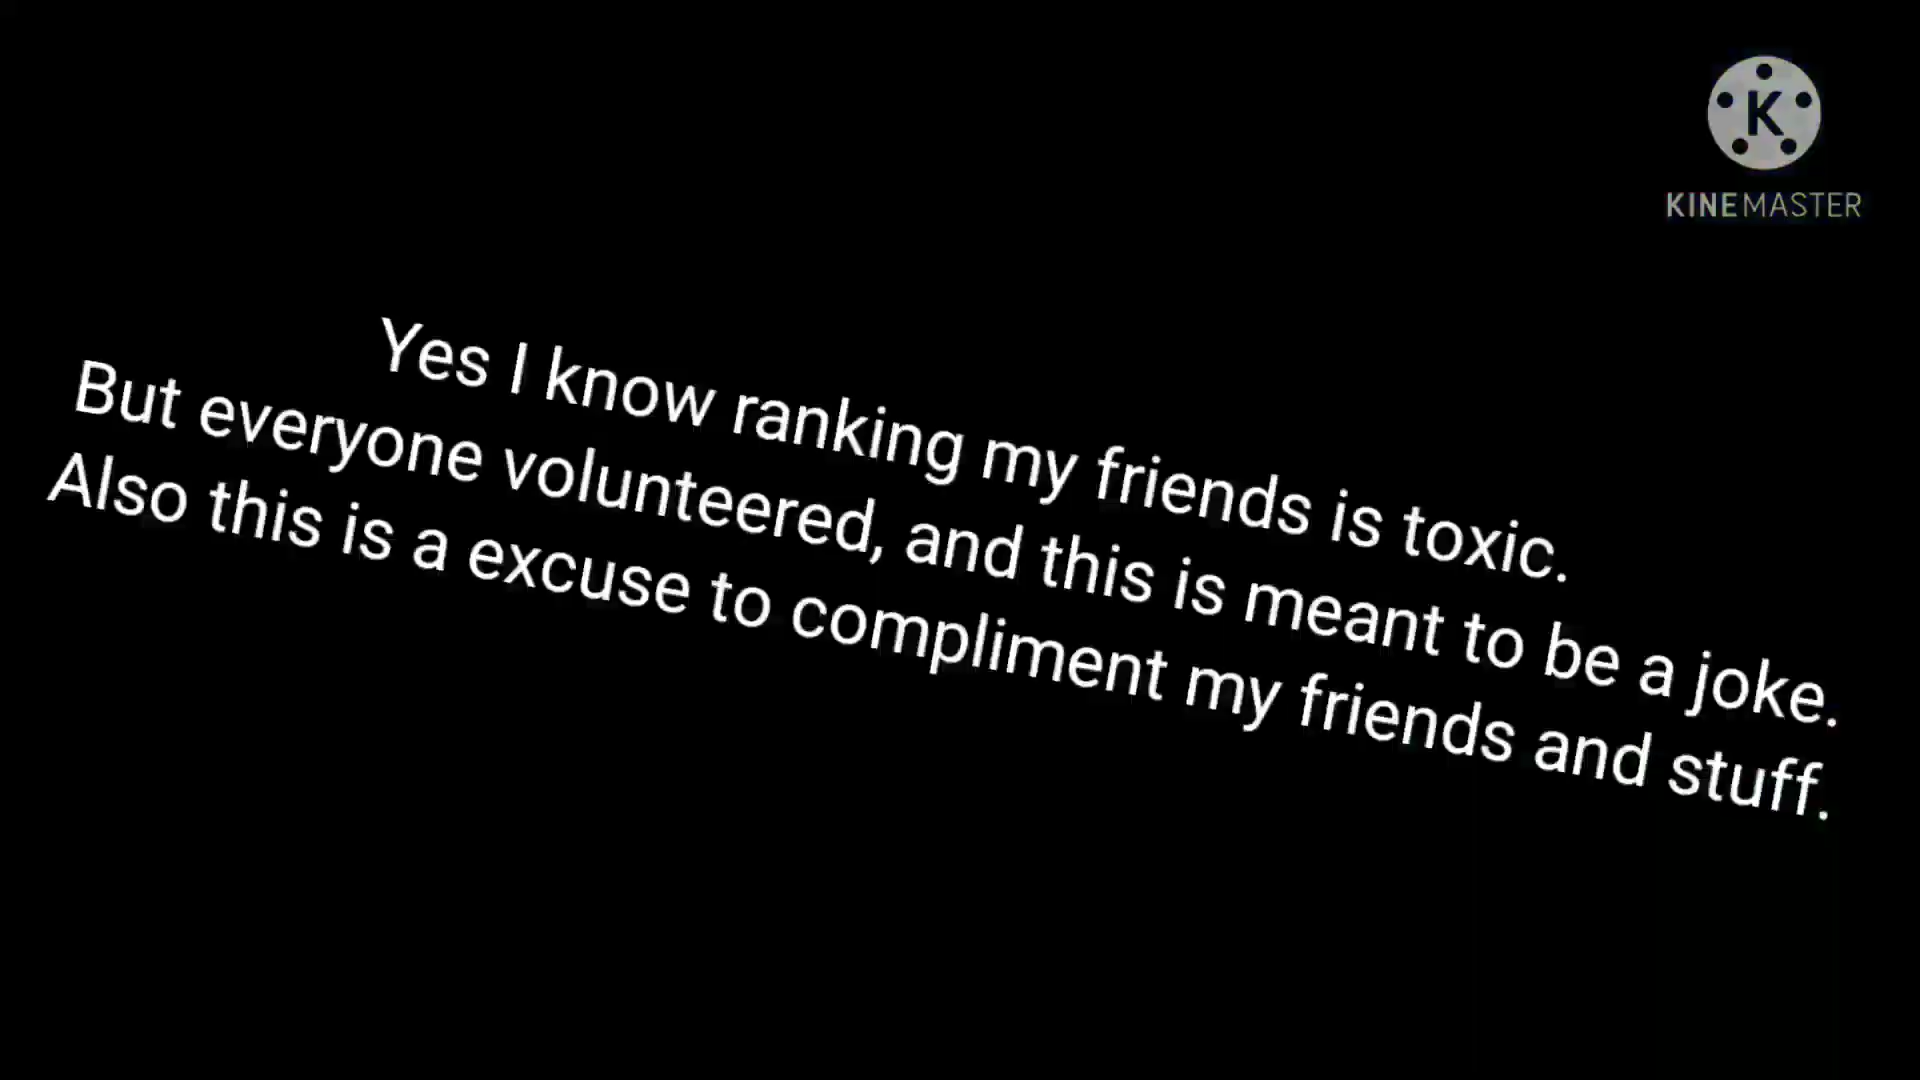 K
KINEMASTER
Yes I know ranking my friends is toxic.
But everyone volunteered, and this is meant to be a joke.
Also this is a excuse to compliment my friends and stuff.